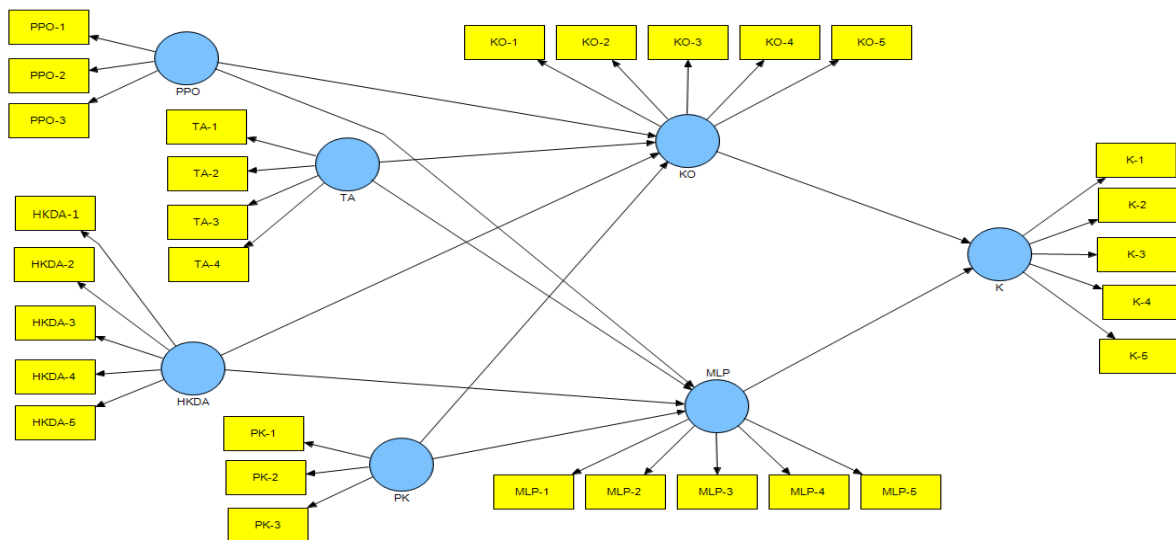 PPO-1
PPO-2
PPO-3
PPO
TA-1
TA-2
TA-3
TA-4
TA
HKDA-1
HKDA-2
HKDA-3
HKDA-4
HKDA-5
HKDA
PK-1
PK-2
PK-3
PK
KO-1
KO-2
KO-3
KO-4
KO-5
KO
MLP
MLP-1
MLP-2
MLP-3
MLP-4
MLP-5
K-1
K-2
K-3
K-4
K-5
K